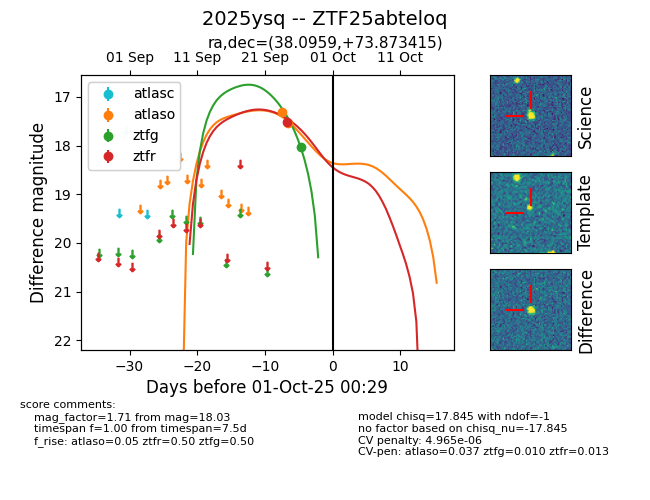 2025ysq -- ZTF25abteloq
ra,dec=(38.0959,+73.873415)
01 Sep 11 Sep 21 Sep 01 Oct 11 Oct
atlasc
atlaso
ztfg
ztfr
17
18
19
20
21
22
Difference magnitude
−30 −20 −10 0 10
Days before 01-Oct-25 00:29
Science
Template
Difference
score comments:
mag_factor=1.71 from mag=18.03
timespan f=1.00 from timespan=7.5d
f_rise: atlaso=0.05 ztfr=0.50 ztfg=0.50
model chisq=17.845 with ndof=-1
no factor based on chisq_nu=-17.845
CV penalty: 4.965e-06
CV-pen: atlaso=0.037 ztfg=0.010 ztfr=0.013